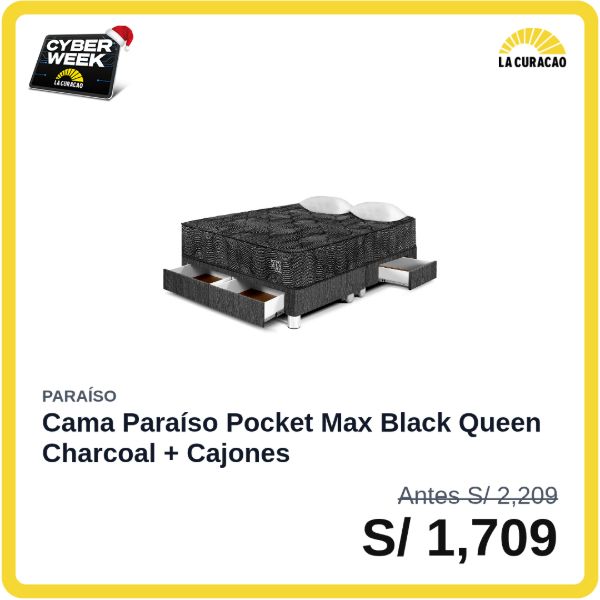 CYBER
WEEK
LA CURACAO
LA CURACAO
PARAÍSO
Cama Paraíso Pocket Max Black Queen
Charcoal + Cajones
Antes S/ 2,209
S/ 1,709